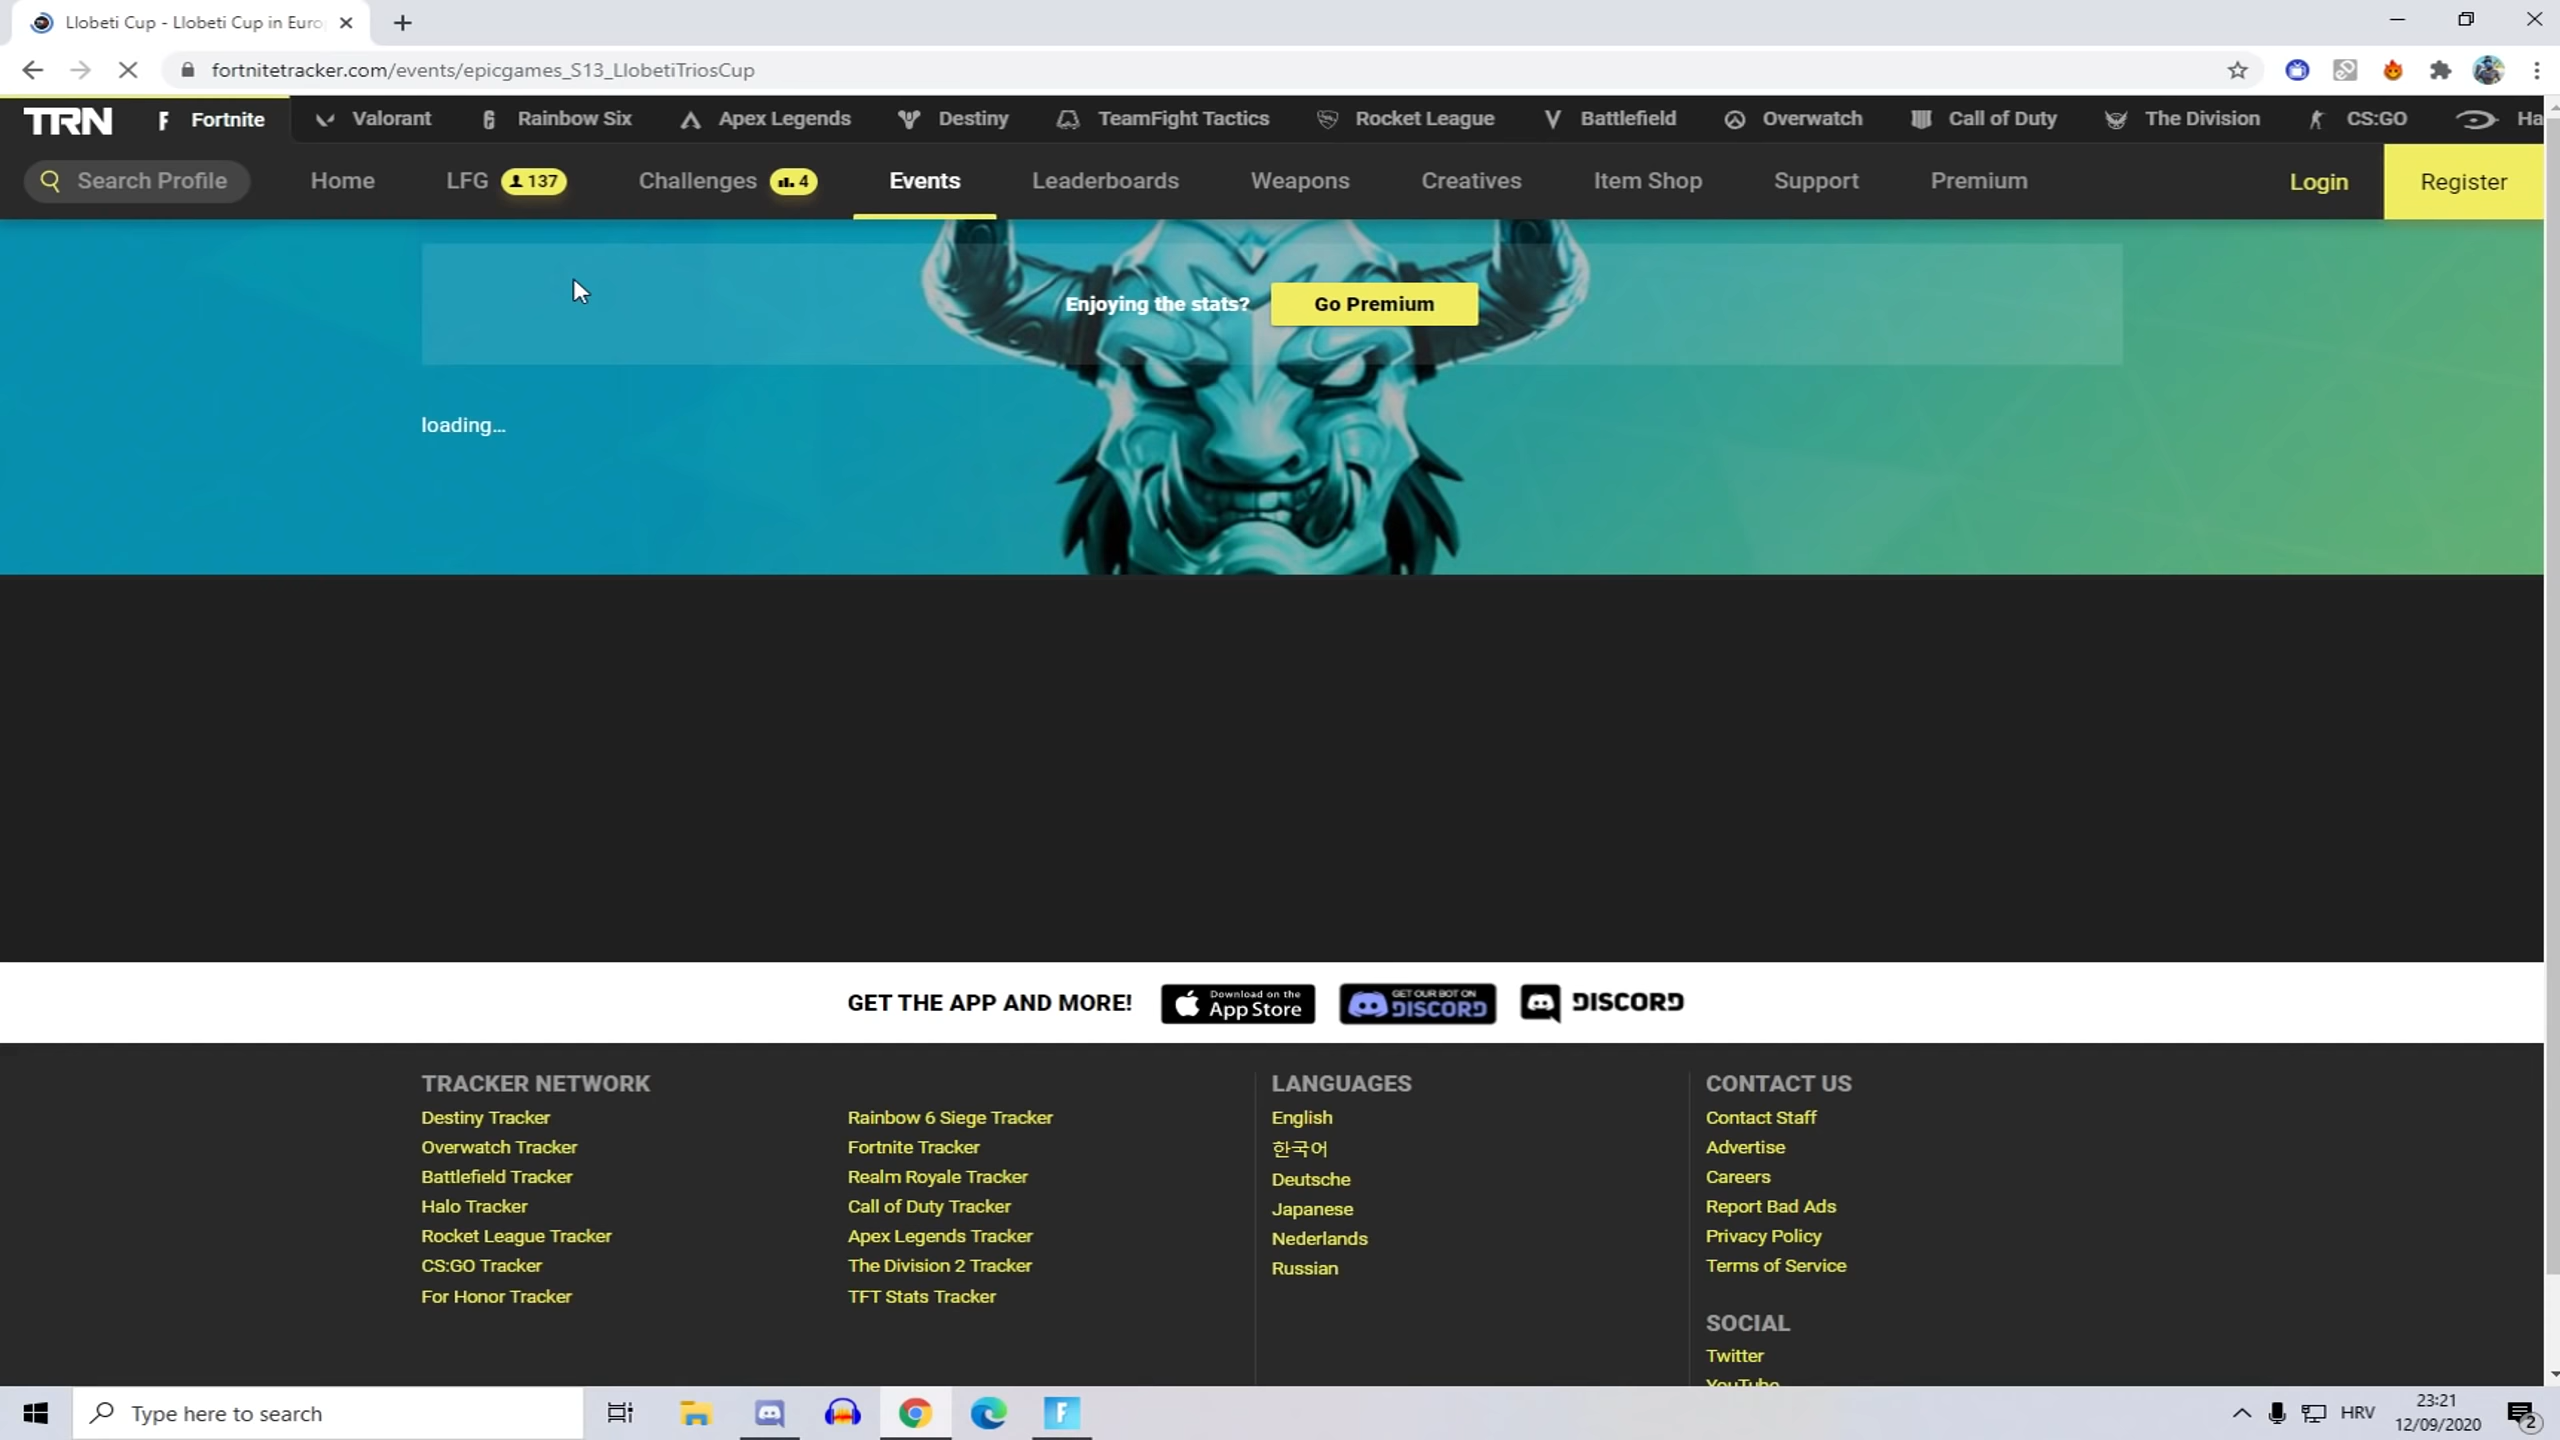 Llobeti Cup - Llobeti Cup in Euro
fortnitetracker.com/events/epicgames_S13_LlobetiTriosCup
TRN Fortnite Valorant Rainbow Six Apex Legends Destiny TeamFight Tactics Rocket League Battlefield Overwatch Call of Duty The Division CS:GO Ha
Search Profile Home LFG 137 Challenges 4 Events Leaderboards Weapons Creatives Item Shop Support Premium Login Register
Enjoying the stats? Go Premium
loading...
GET THE APP AND MORE! Download on the App Store GET OUR BOT ON DISCORD DISCORD
TRACKER NETWORK
Destiny Tracker
Overwatch Tracker
Battlefield Tracker
Halo Tracker
Rocket League Tracker
CS:GO Tracker
For Honor Tracker
Rainbow 6 Siege Tracker
Fortnite Tracker
Realm Royale Tracker
Call of Duty Tracker
Apex Legends Tracker
The Division 2 Tracker
TFT Stats Tracker
LANGUAGES
English
한국어
Deutsche
Japanese
Nederlands
Russian
CONTACT US
Contact Staff
Advertise
Careers
Report Bad Ads
Privacy Policy
Terms of Service
SOCIAL
Twitter
YouTube
Type here to search
HRV
23:21
12/09/2020
2